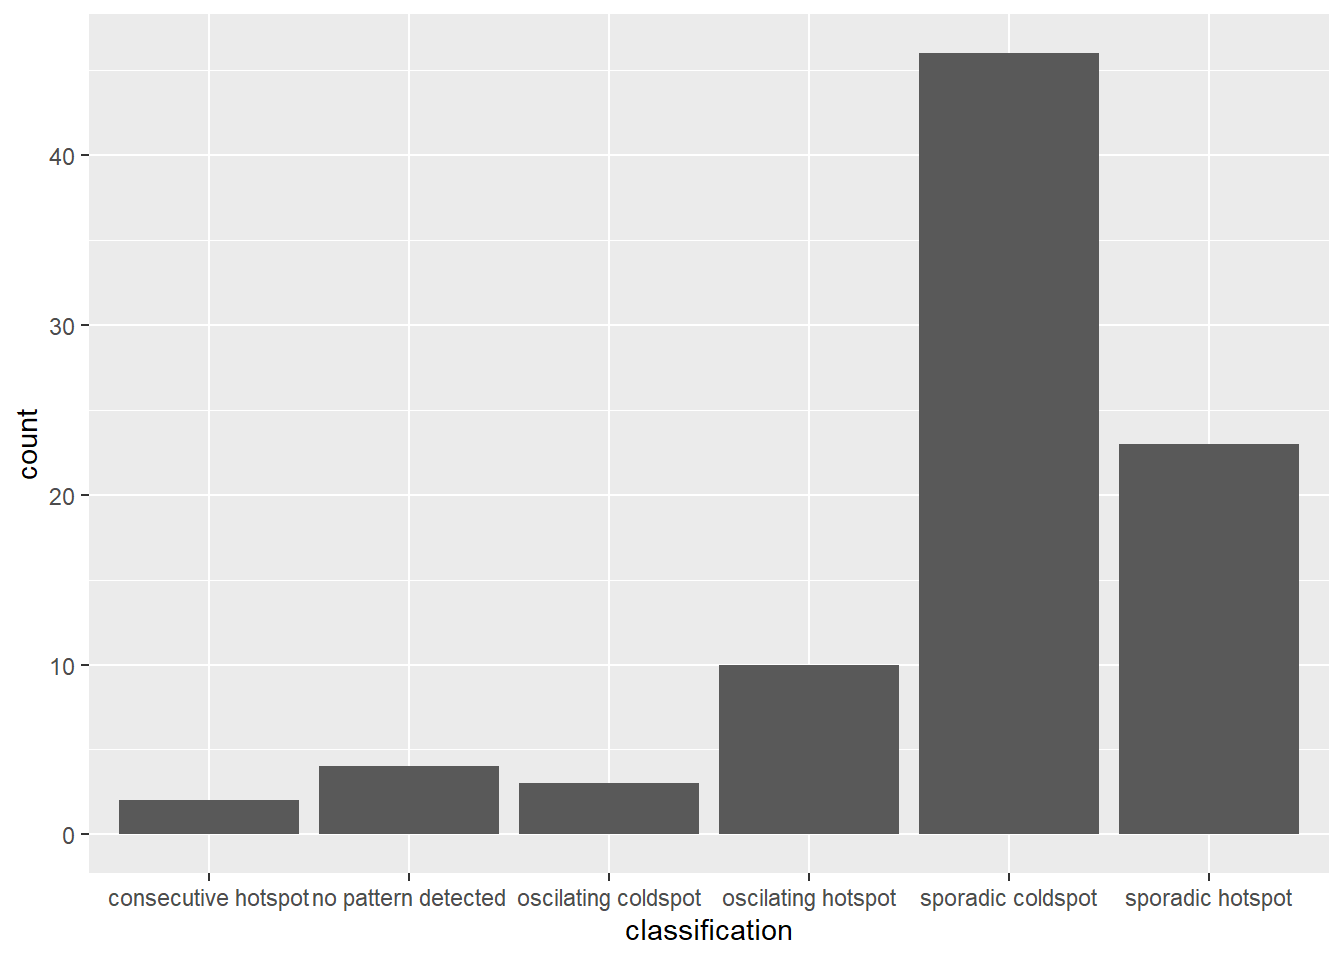 count
40
30
20
10
0
consecutive hotspot no pattern detected oscilating coldspot oscilating hotspot sporadic coldspot sporadic hotspot
classification